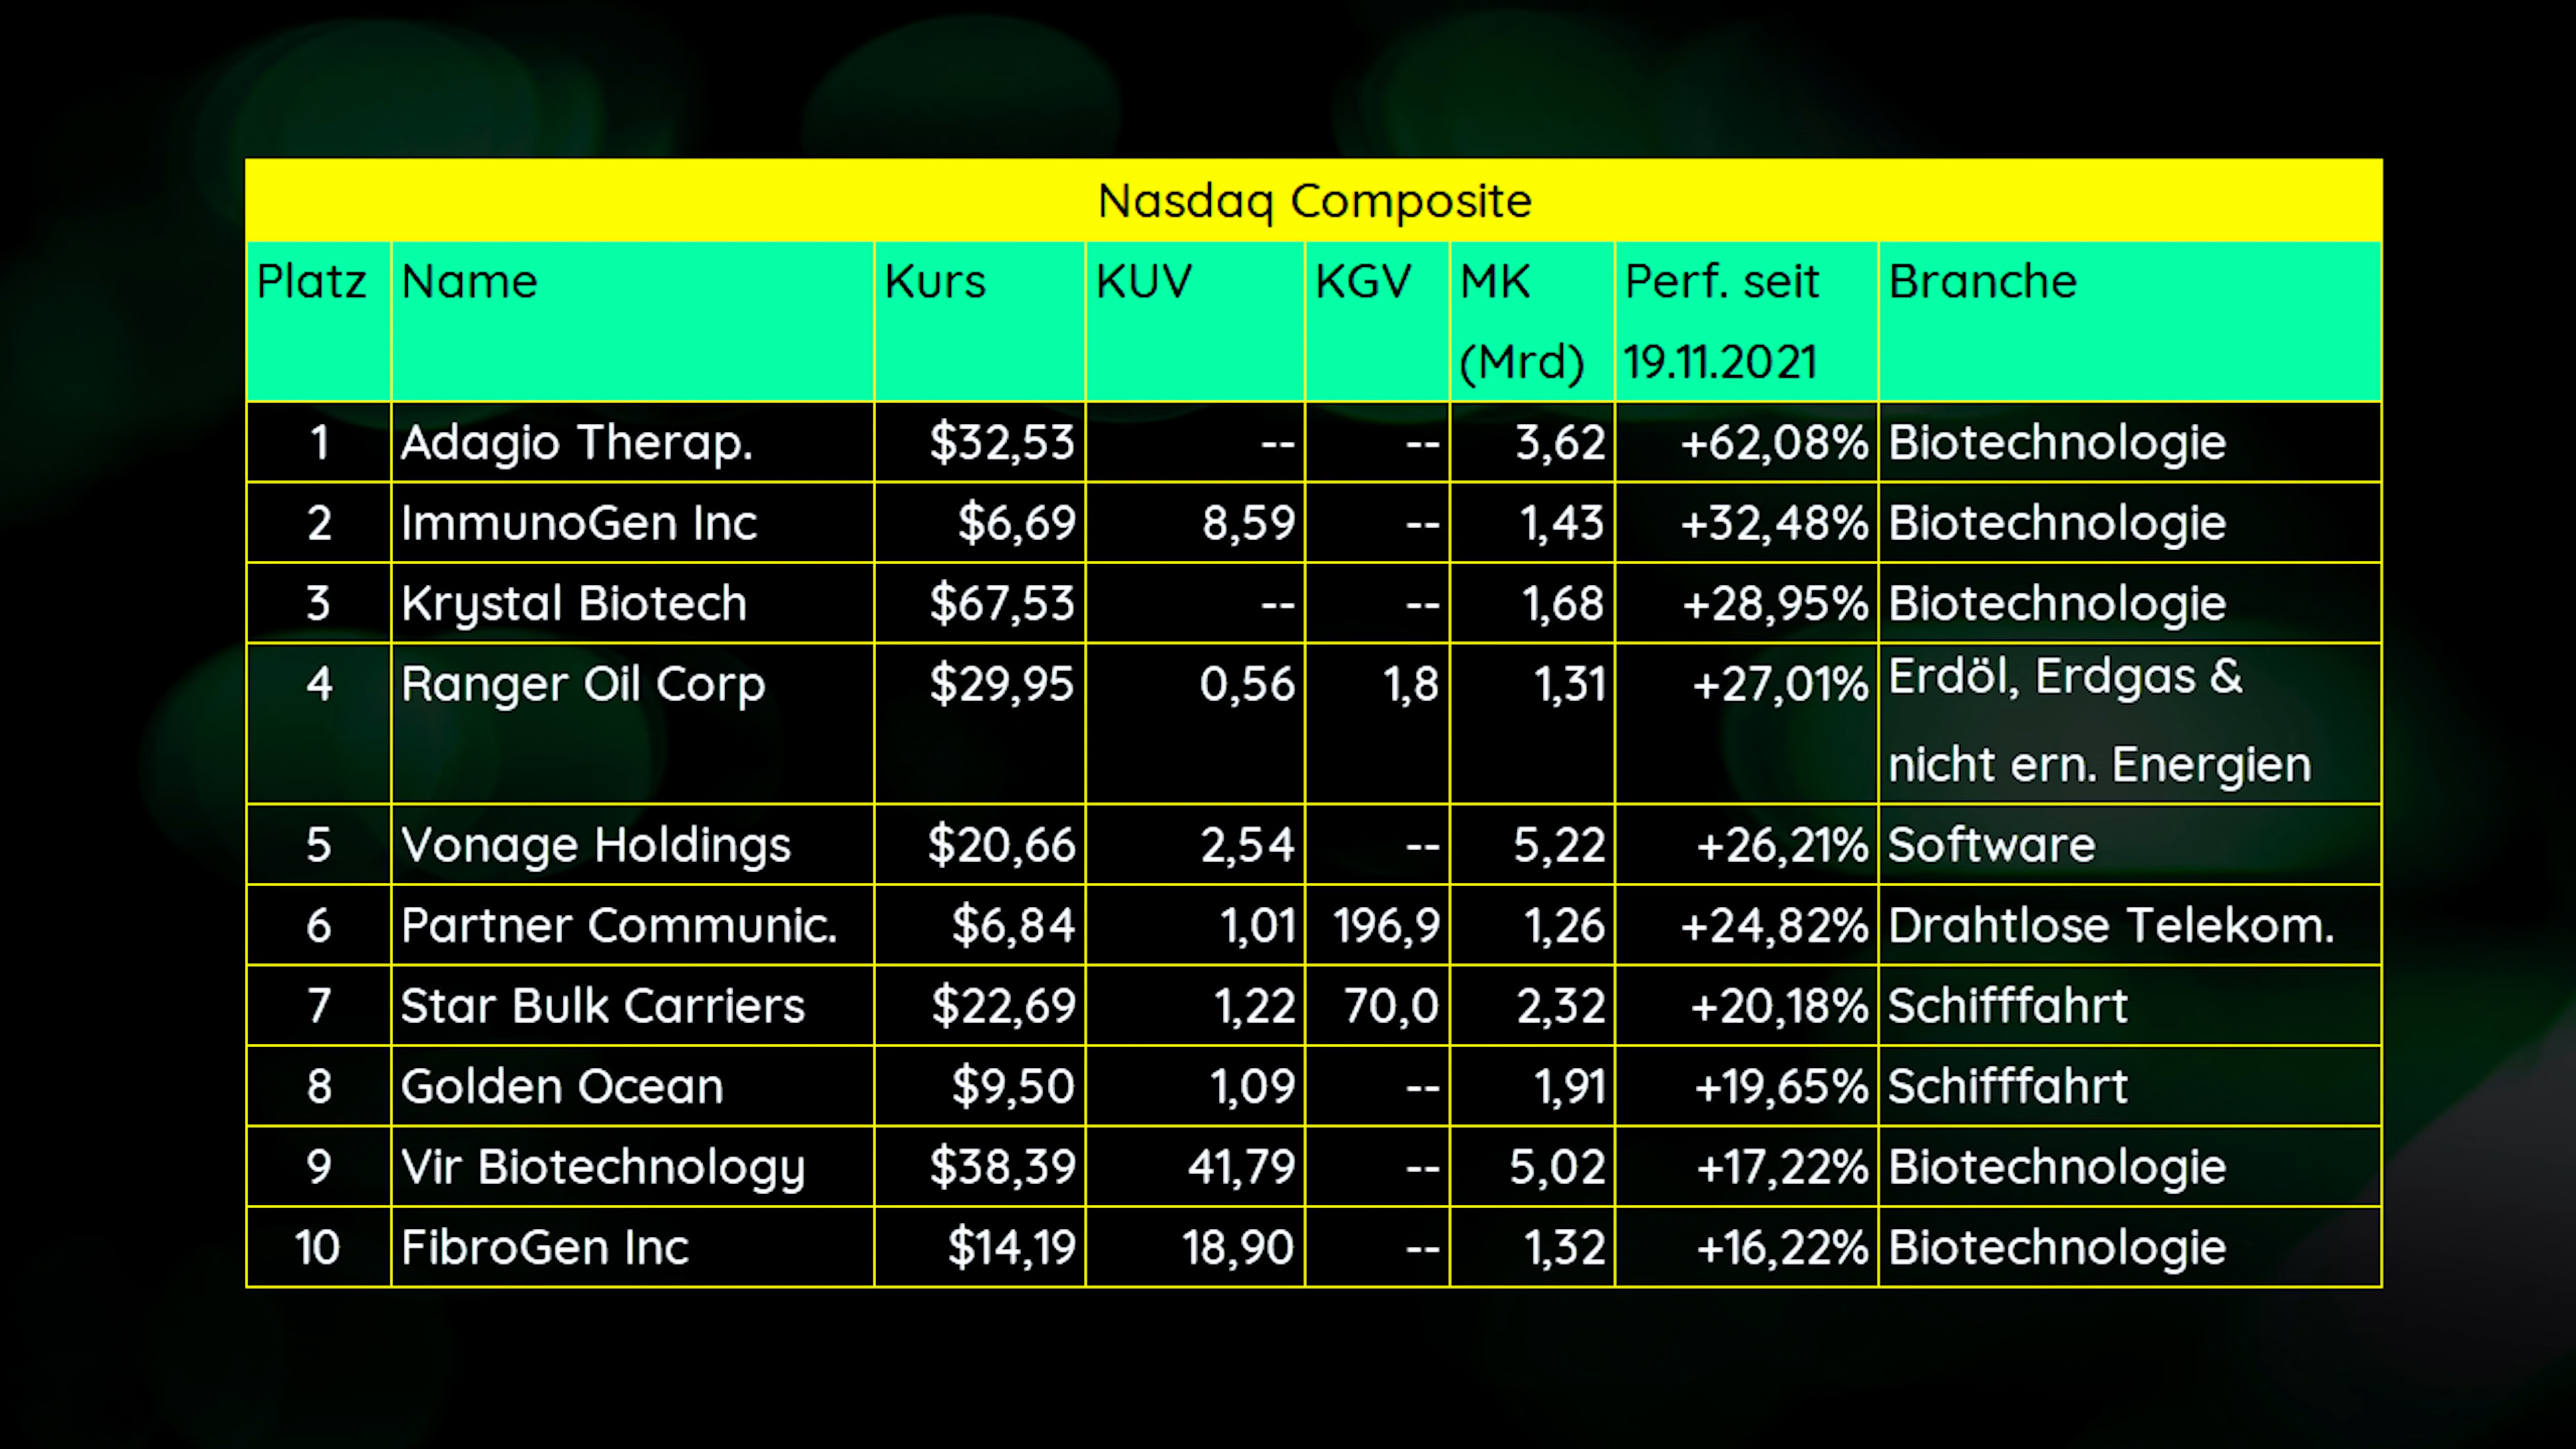 Nasdaq Composite
Platz Name Kurs KUV KGV MK (Mrd) Perf. seit 19.11.2021 Branche
1 Adagio Therap. $32,53 -- -- 3,62 +62,08% Biotechnologie
2 ImmunoGen Inc $6,69 8,59 -- 1,43 +32,48% Biotechnologie
3 Krystal Biotech $67,53 -- -- 1,68 +28,95% Biotechnologie
4 Ranger Oil Corp $29,95 0,56 1,8 1,31 +27,01% Erdöl, Erdgas &
nicht ern. Energien
5 Vonage Holdings $20,66 2,54 -- 5,22 +26,21% Software
6 Partner Communic. $6,84 1,01 196,9 1,26 +24,82% Drahtlose Telekom.
7 Star Bulk Carriers $22,69 1,22 70,0 2,32 +20,18% Schifffahrt
8 Golden Ocean $9,50 1,09 -- 1,91 +19,65% Schifffahrt
9 Vir Biotechnology $38,39 41,79 -- 5,02 +17,22% Biotechnologie
10 FibroGen Inc $14,19 18,90 -- 1,32 +16,22% Biotechnologie